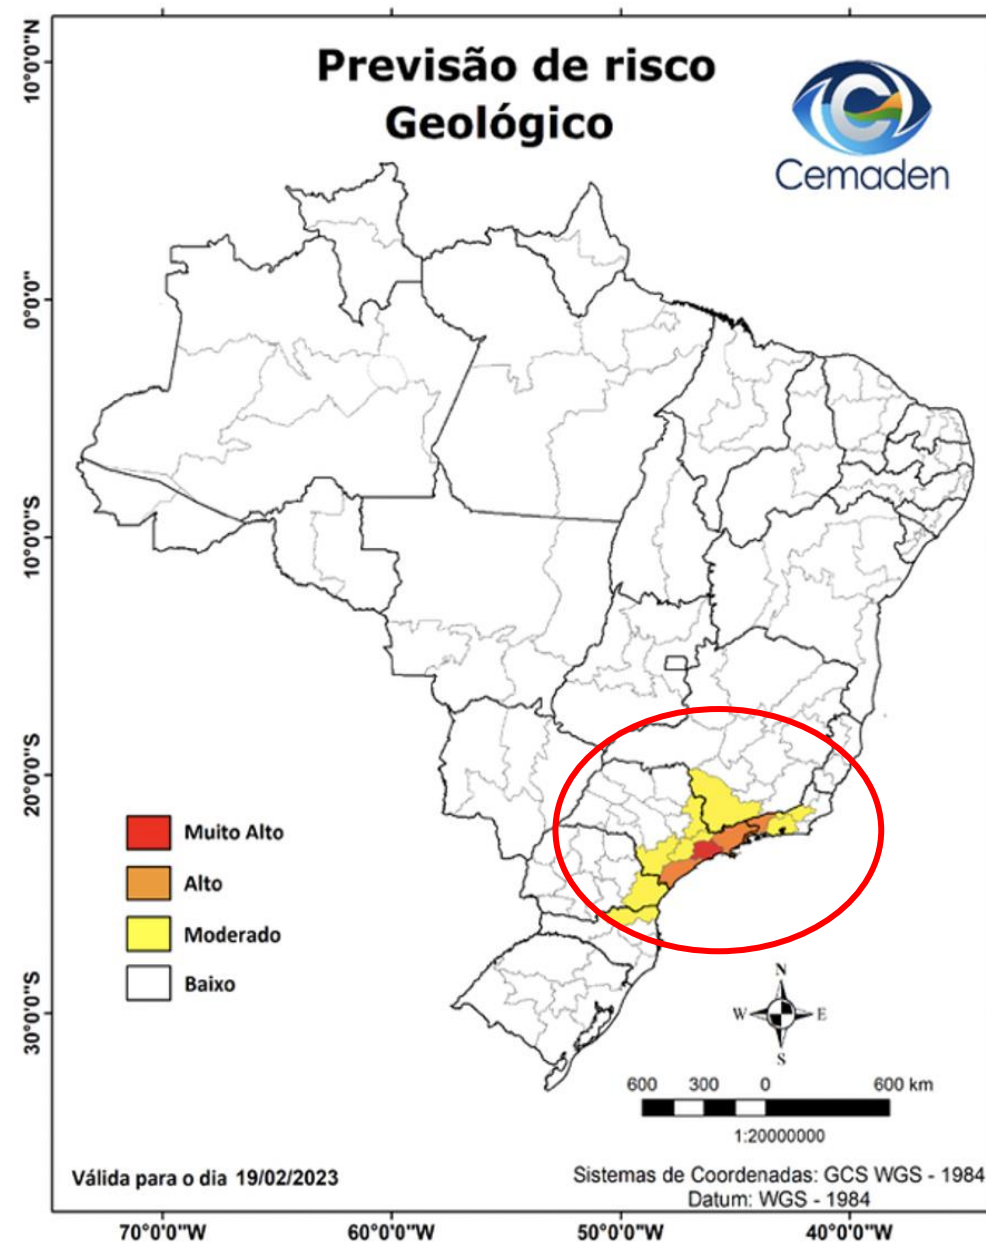 Previsão de risco
Geológico
Cemaden
10°0'0"N
0°0'0"
10°0'0"S
20°0'0"S
30°0'0"S
Muito Alto
Alto
Moderado
Baixo
N
W E
S
600 300 0 600 km
1:20000000
Válida para o dia 19/02/2023
Sistemas de Coordenadas: GCS WGS - 1984
Datum: WGS - 1984
70°0'0"W 60°0'0"W 50°0'0"W 40°0'0"W